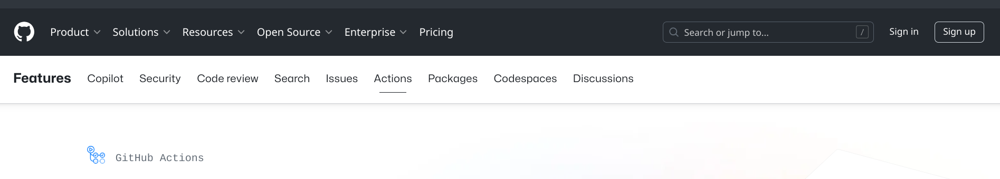 Product Solutions Resources Open Source Enterprise Pricing Search or jump to... / Sign in Sign up
Features Copilot Security Code review Search Issues Actions Packages Codespaces Discussions
GitHub Actions